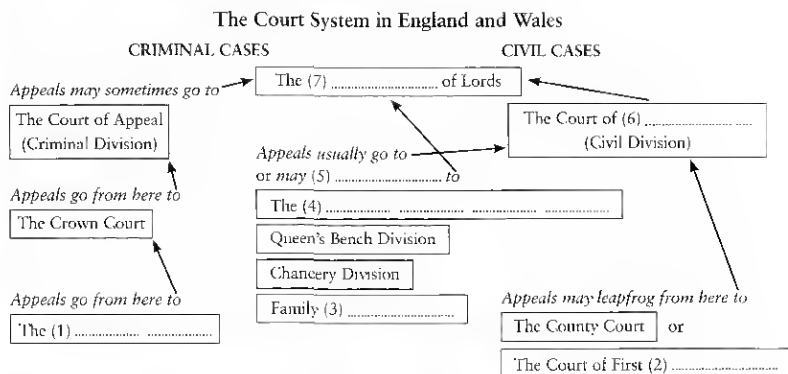 The Court System in England and Wales
CRIMINAL CASES
CIVIL CASES
Appeals may sometimes go to
The (7) ........................ of Lords
The Court of Appeal
(Criminal Division)
The Court of (6) ........................
(Civil Division)
Appeals usually go to
or may (5) ........................ to
Appeals go from here to
The Crown Court
The (4) .................. .................. .................. ..................
Queen's Bench Division
Chancery Division
Family (3) ........................
Appeals go from here to
The (1) .................. ..................
Appeals may leapfrog from here to
The County Court or
The Court of First (2) ........................